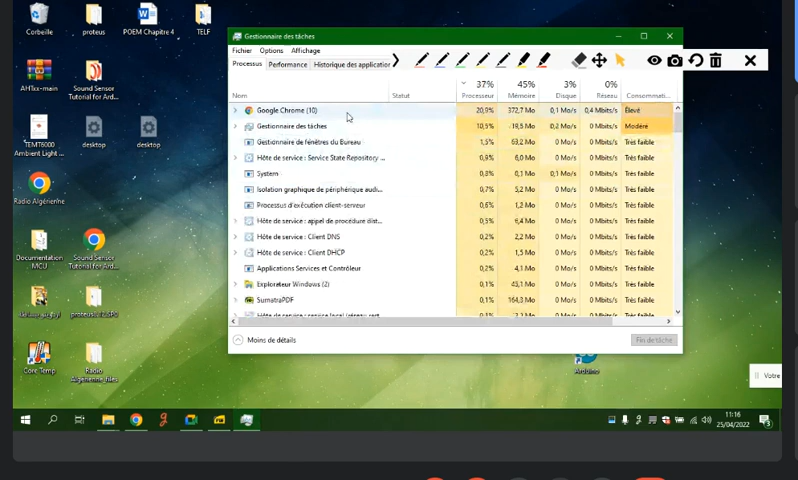 Corbeille
proteus
POEM Chapitre 4
TELF
AH1xx-main
Sound Sensor
Tutorial for Ard...
TEMT6000
Ambient Light ...
desktop
desktop
Radio Algérienne
Documentation
MCU
Sound Sensor
Tutorial for Ard...
Core Temp
Radio
Algérienne_files
Gestionnaire des tâches
Fichier Options Affichage
Processus Performance Historique des applications
Nom Statut
37% Processeur
45% Mémoire
3% Disque
0% Réseau
Consommati...
Google Chrome (10) 20,9% 372,7 Mo 0,1 Mo/s 0,4 Mbits/s Élevé
Gestionnaire des tâches 10,5% 19,5 Mo 0,2 Mo/s 0 Mbits/s Modéré
Gestionnaire de fenêtres du Bureau 1,5% 63,2 Mo 0 Mo/s 0 Mbits/s Très faible
Hôte de service : Service State Repository ... 0,9% 6,0 Mo 0 Mo/s 0 Mbits/s Très faible
System 0,8% 0,1 Mo 0,1 Mo/s 0 Mbits/s Très faible
Isolation graphique de périphérique audi... 0,7% 5,2 Mo 0 Mo/s 0 Mbits/s Très faible
Processus d'exécution client-serveur 0,6% 1,2 Mo 0 Mo/s 0 Mbits/s Très faible
Hôte de service : appel de procédure dist... 0,5% 6,4 Mo 0 Mo/s 0 Mbits/s Très faible
Hôte de service : Client DNS 0,2% 2,2 Mo 0 Mo/s 0 Mbits/s Très faible
Hôte de service : Client DHCP 0,2% 1,5 Mo 0 Mo/s 0 Mbits/s Très faible
Applications Services et Contrôleur 0,2% 4,1 Mo 0 Mo/s 0 Mbits/s Très faible
Explorateur Windows (2) 0,1% 45,1 Mo 0 Mo/s 0 Mbits/s Très faible
SumatraPDF 0,1% 164,3 Mo 0 Mo/s 0 Mbits/s Très faible
Moins de détails
Fin de tâche
Arduino
Votre
11:16
25/04/2022